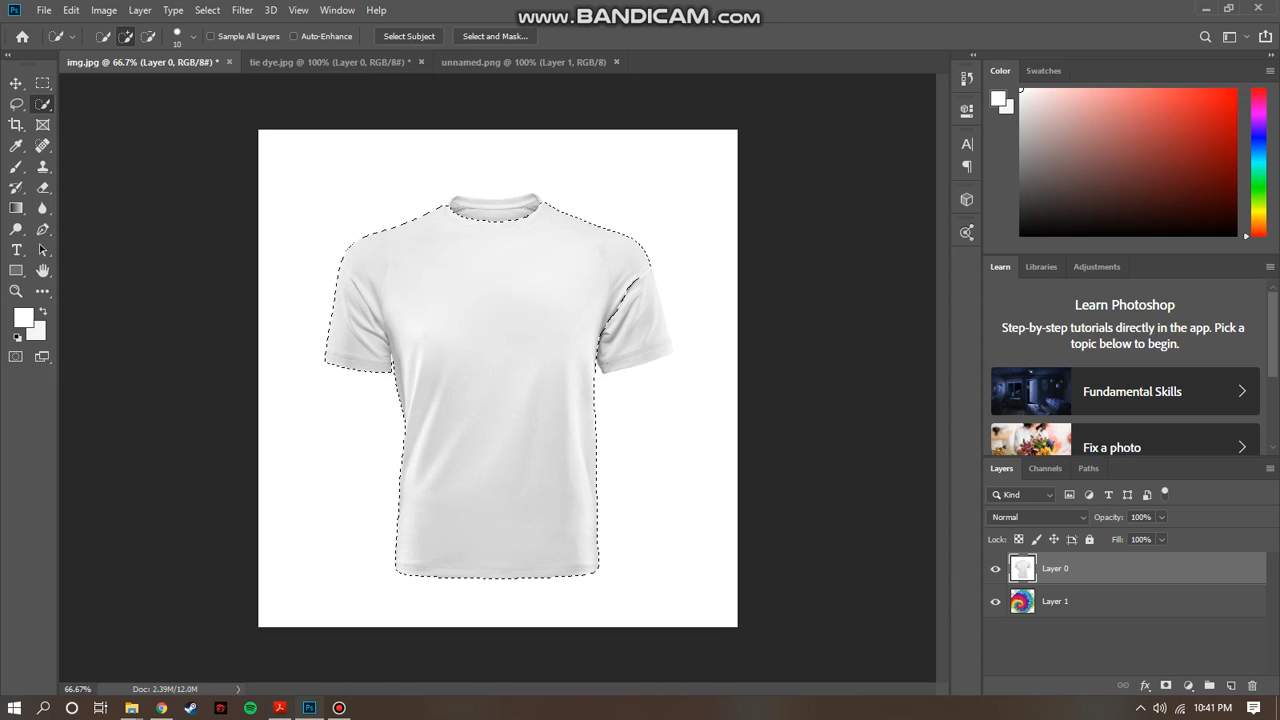 www.BANDICAM.com
Ps File Edit Image Layer Type Select Filter 3D View Window Help
10 Sample All Layers Auto-Enhance Select Subject Select and Mask...
img.jpg @ 66.7% (Layer 0, RGB/8#) * × tie dye.jpg @ 100% (Layer 0, RGB/8#) * × unnamed.png @ 100% (Layer 1, RGB/8) ×
Color Swatches
Learn Libraries Adjustments
Learn Photoshop
Step-by-step tutorials directly in the app. Pick a
topic below to begin.
Fundamental Skills
Fix a photo
Layers Channels Paths
Kind
Normal Opacity: 100%
Lock: Fill: 100%
Layer 0
Layer 1
66.67% Doc: 2.39M/12.0M
10:41 PM